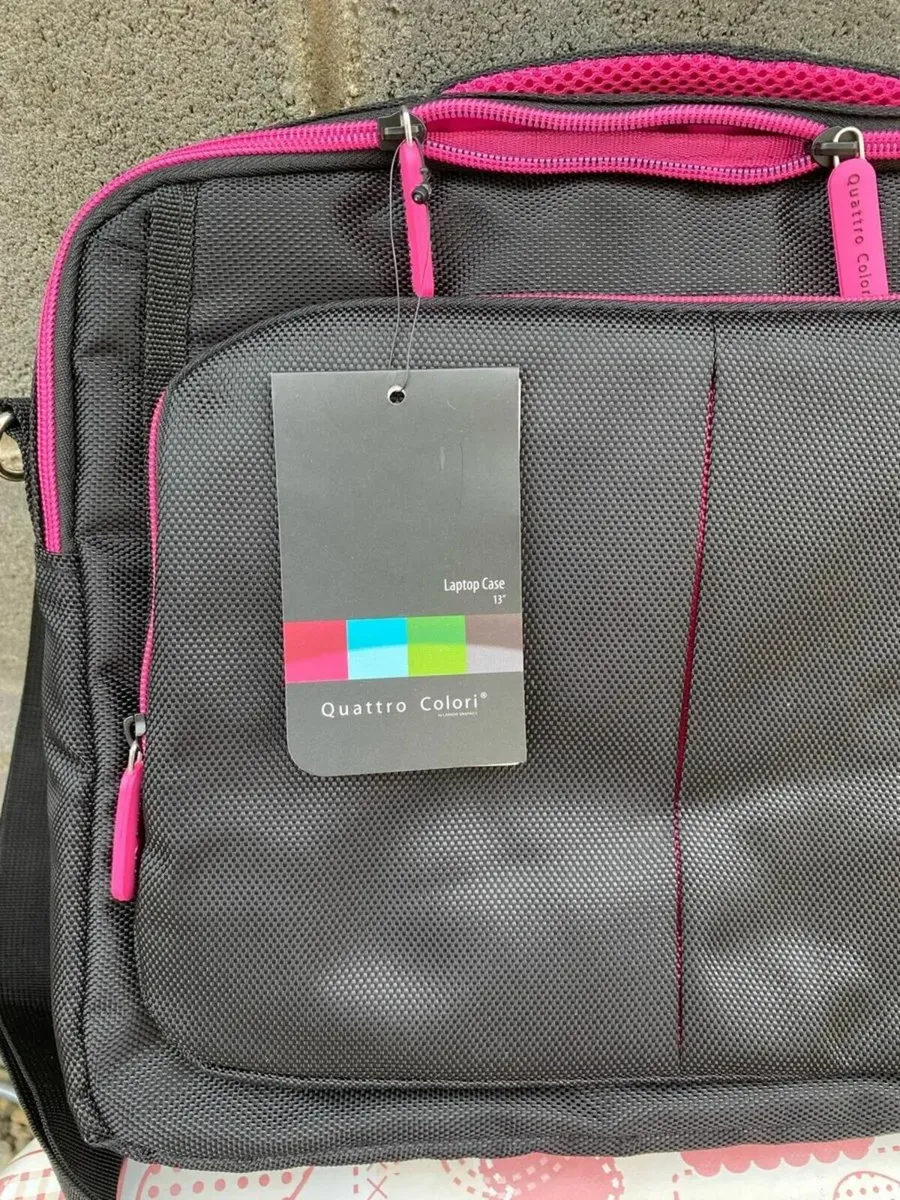 Quattro Colori
Laptop Case
13"
Quattro Colori®